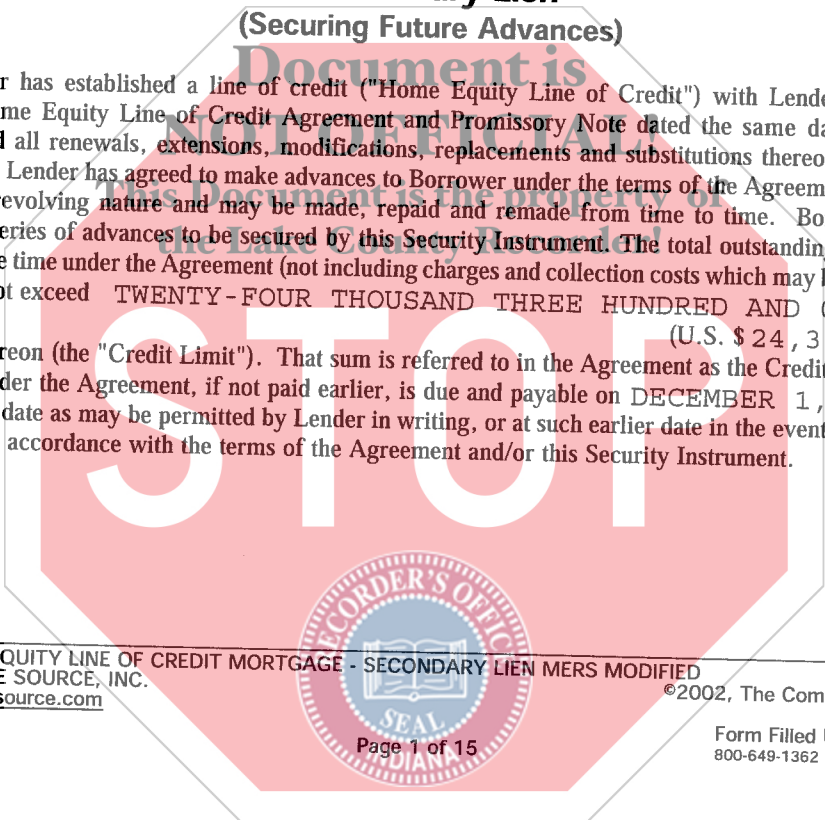 (Securing Future Advances)
Document is
r has established a line of credit ("Home Equity Line of Credit") with Lende
me Equity Line of Credit Agreement and Promissory Note dated the same da
NOT OFFICIAL!
d all renewals, extensions, modifications, replacements and substitutions thereo
Lender has agreed to make advances to Borrower under the terms of the Agreem
This Document is the property of
revolving nature and may be made, repaid and remade from time to time. Bo
eries of advances to be secured by this Security Instrument. The total outstanding
the Lake County Recorder!
e time under the Agreement (not including charges and collection costs which may b
ot exceed TWENTY-FOUR THOUSAND THREE HUNDRED AND
(U.S. $ 24 , 3
STOP
reon (the "Credit Limit"). That sum is referred to in the Agreement as the Credit
der the Agreement, if not paid earlier, is due and payable on DECEMBER 1,
date as may be permitted by Lender in writing, or at such earlier date in the event
accordance with the terms of the Agreement and/or this Security Instrument.
RECORDER'S OFFICE
QUITY LINE OF CREDIT MORTGAGE - SECONDARY LIEN MERS MODIFIED
E SOURCE, INC.
©2002, The Com
source.com
SEAL
Form Filled
Page 1 of 15
INDIANA
800-649-1362